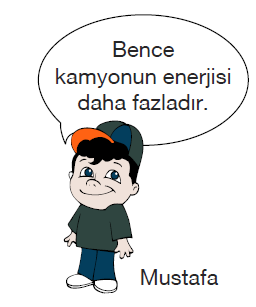 Bence
kamyonun enerjisi
daha fazladır.
Mustafa